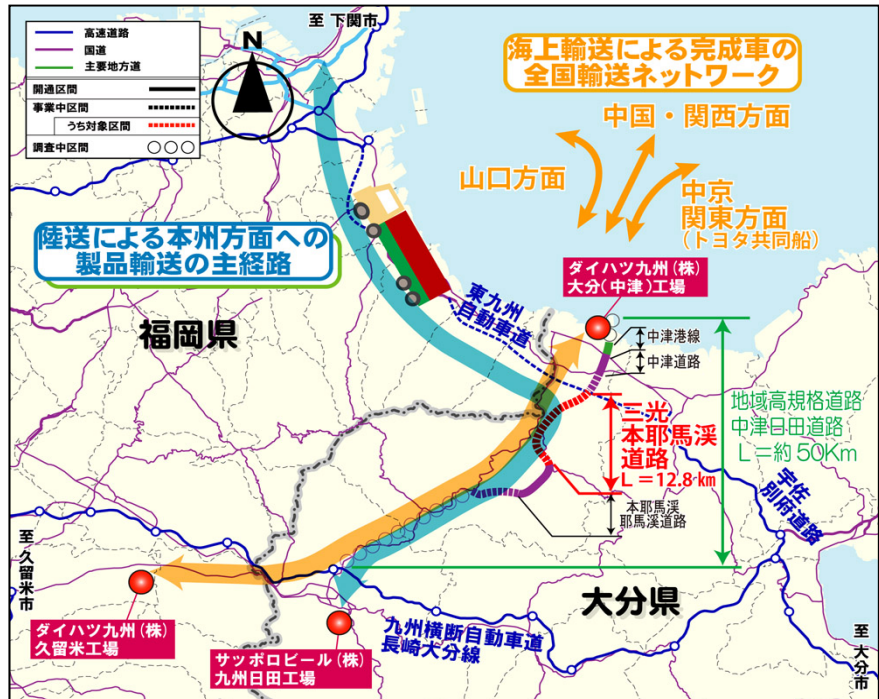 高速道路
国道
主要地方道
開通区間
事業中区間
うち対象区間
調査中区間
至 下関市
N
海上輸送による完成車の
全国輸送ネットワーク
中国・関西方面
山口方面
中京
関東方面
(トヨタ共同船)
陸送による本州方面への
製品輸送の主経路
福岡県
東九州
自動車道
ダイハツ九州(株)
大分(中津)工場
中津港線
中津道路
三光
本耶馬渓
道路
L=12.8km
地域高規格道路
中津日田道路
L=約50Km
本耶馬渓
耶馬渓道路
宇佐
別府道路
至 久留米市
ダイハツ九州(株)
久留米工場
サッポロビール(株)
九州日田工場
九州横断自動車道
長崎大分線
大分県
至 大分市